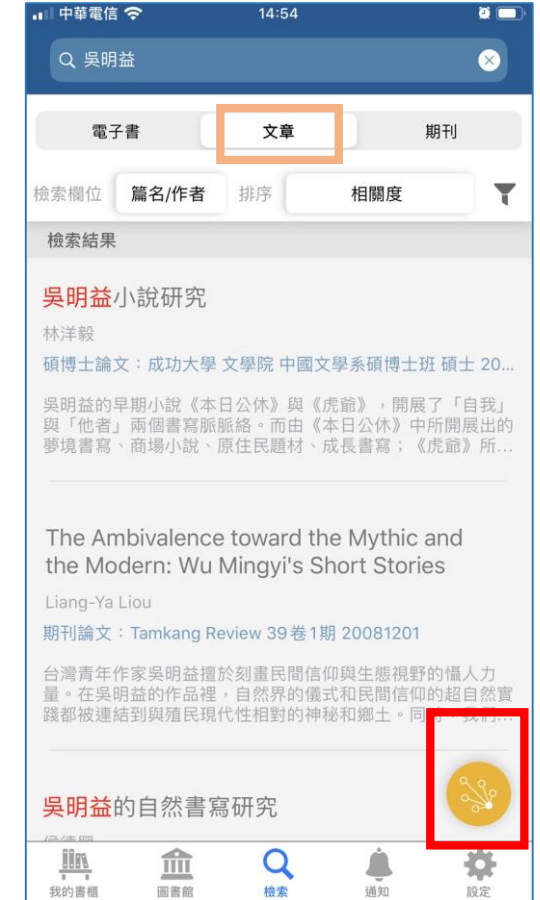 中華電信 14:54
吳明益
電子書 文章 期刊
檢索欄位 篇名/作者 排序 相關度
檢索結果
吳明益小說研究
林洋毅
碩博士論文：成功大學 文學院 中國文學系碩博士班 碩士 20...
吳明益的早期小說《本日公休》與《虎爺》，開展了「自我」
與「他者」兩個書寫脈脈絡。而由《本日公休》中所開展出的
夢境書寫、商場小說、原住民題材、成長書寫；《虎爺》所...
The Ambivalence toward the Mythic and
the Modern: Wu Mingyi's Short Stories
Liang-Ya Liou
期刊論文：Tamkang Review 39卷1期 20081201
台灣青年作家吳明益擅於刻畫民間信仰與生態視野的懾人力
量。在吳明益的作品裡，自然界的儀式和民間信仰的超自然實
踐都被連結到與殖民現代性相對的神秘和鄉土。同時，我們...
吳明益的自然書寫研究
我的書櫃 圖書館 檢索 通知 設定